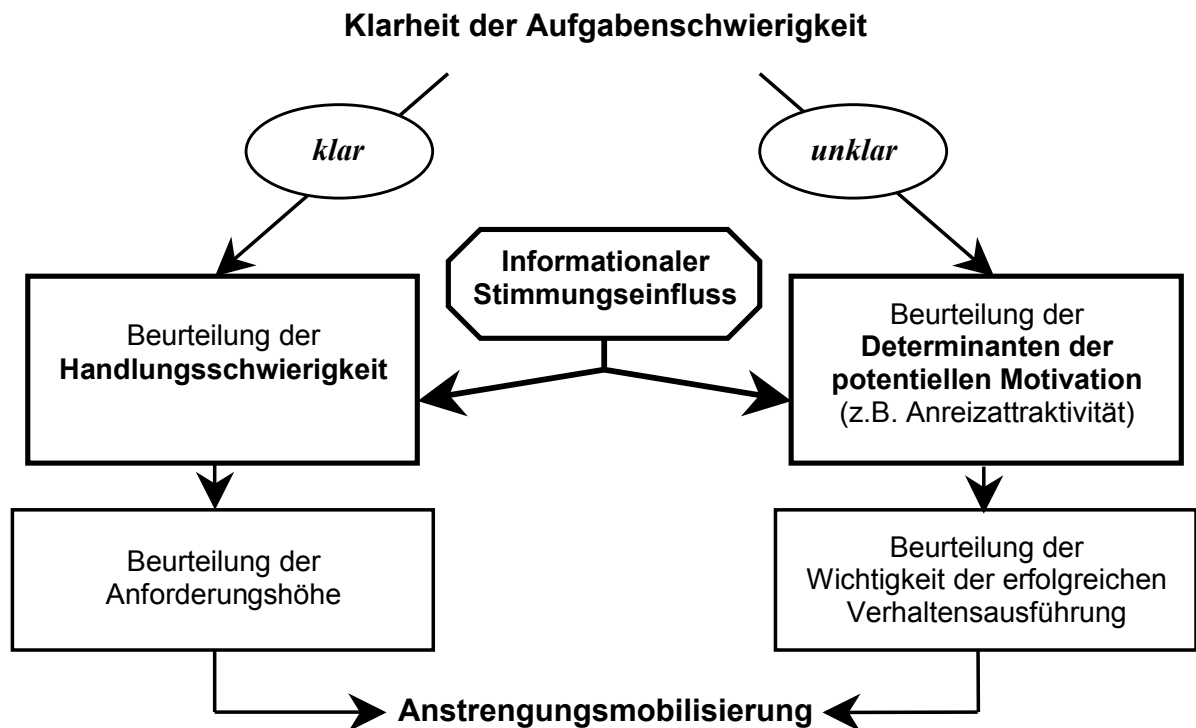 Klarheit der Aufgabenschwierigkeit
klar
unklar
Informationaler
Stimmungseinfluss
Beurteilung der
Handlungsschwierigkeit
Beurteilung der
Determinanten der
potentiellen Motivation
(z.B. Anreizattraktivität)
Beurteilung der
Anforderungshöhe
Beurteilung der
Wichtigkeit der erfolgreichen
Verhaltensausführung
Anstrengungsmobilisierung